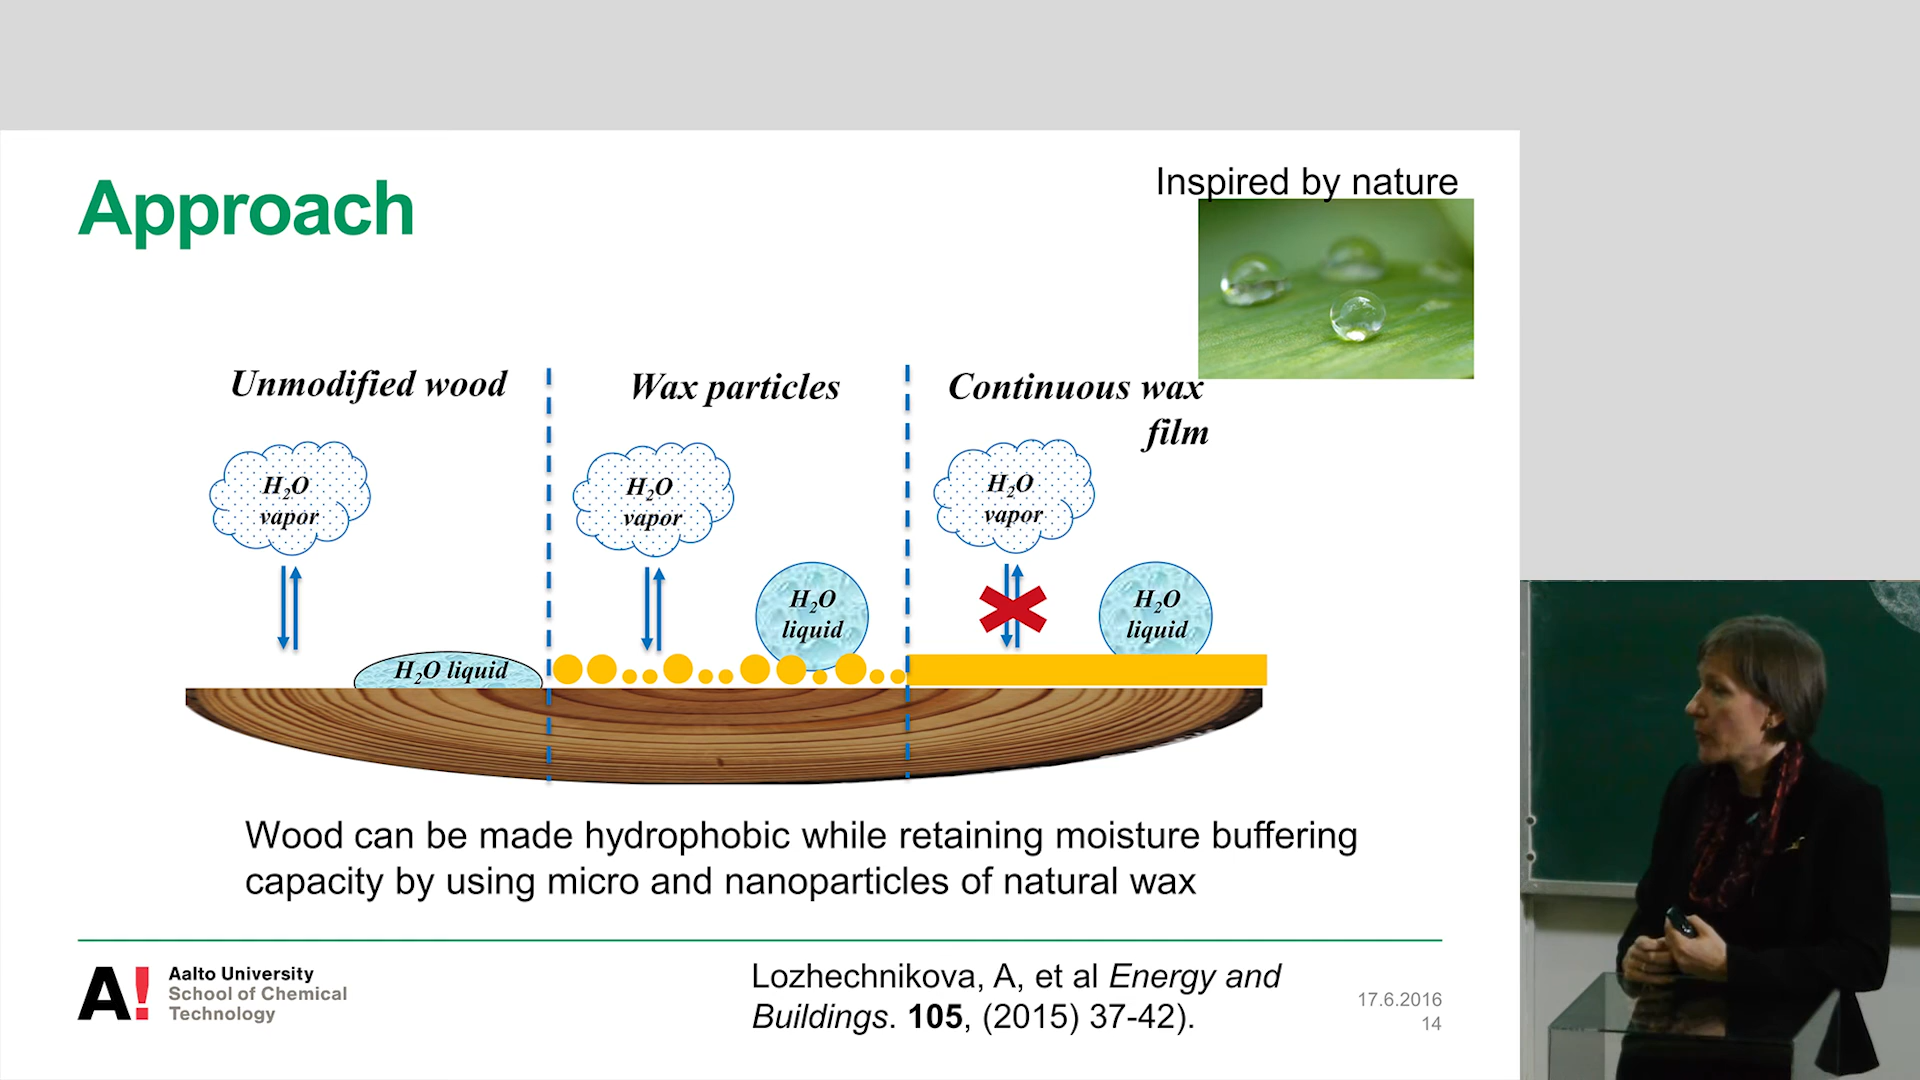 Approach
Inspired by nature
Unmodified wood
Wax particles
Continuous wax
film
H₂O
vapor
H₂O
vapor
H₂O
vapor
H₂O liquid
H₂O
liquid
H₂O
liquid
Wood can be made hydrophobic while retaining moisture buffering
capacity by using micro and nanoparticles of natural wax
A!
Aalto University
School of Chemical
Technology
Lozhechnikova, A, et al Energy and
Buildings. 105, (2015) 37-42).
17.6.2016
14